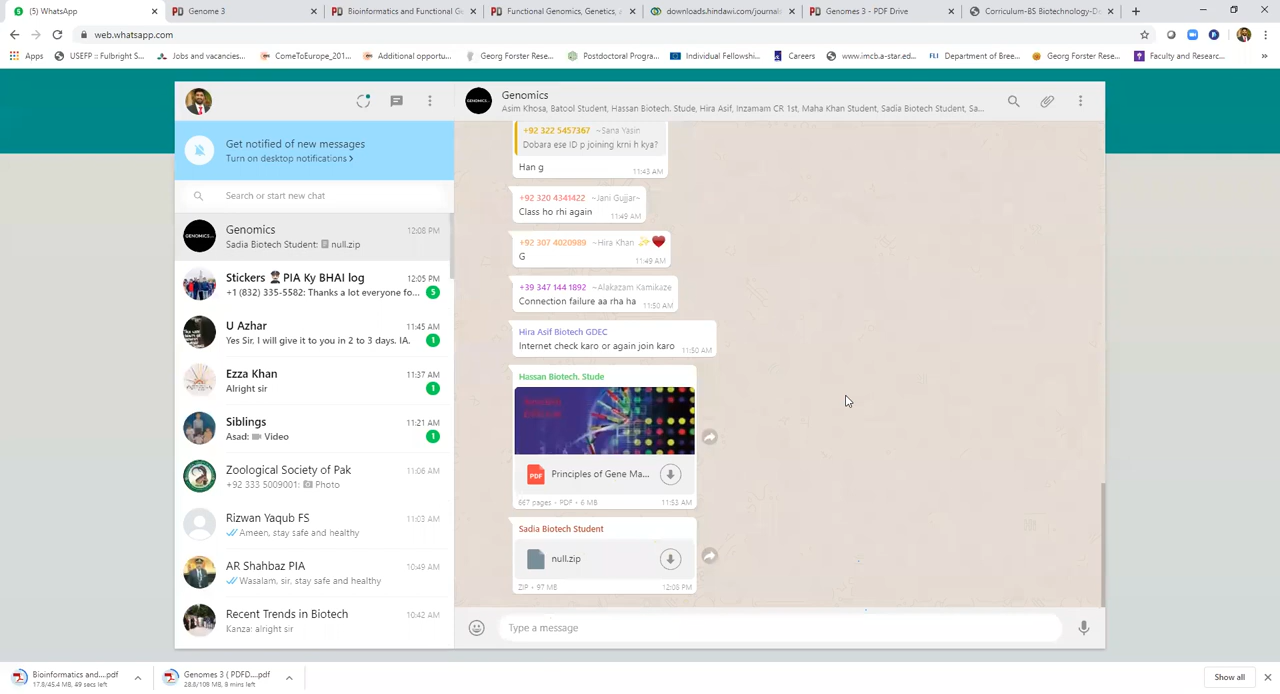 (5) WhatsApp
Genome 3
Bioinformatics and Functional G
Functional Genomics, Genetics, a
downloads.hindawi.com/journal
Genomes 3 - PDF Drive
Curriculum-BS Biotechnology-D
web.whatsapp.com
Apps
USEFP :: Fulbright S...
Jobs and vacancies...
ComeToEurope_201...
Additional opportu...
Georg Forster Rese...
Postdoctoral Progra...
Individual Fellowshi...
Careers
www.imcb.a-star.ed...
FLI Department of Bree...
Georg Forster Rese...
Faculty and Researc...
Genomics
Asim Khosa, Batool Student, Hassan Biotech. Stude, Hira Asif, Inzamam CR 1st, Maha Khan Student, Sadia Biotech Student, Sa...
Get notified of new messages
Turn on desktop notifications >
Search or start new chat
Genomics 12:08 PM
Sadia Biotech Student: null.zip
Stickers PIA Ky BHAI log 12:05 PM
+1 (832) 335-5582: Thanks a lot everyone fo... 5
U Azhar 11:45 AM
Yes Sir. I will give it to you in 2 to 3 days. IA. 1
Ezza Khan 11:37 AM
Alright sir 1
Siblings 11:21 AM
Asad: Video 1
Zoological Society of Pak 11:06 AM
+92 333 5009001: Photo
Rizwan Yaqub FS 11:03 AM
Ameen, stay safe and healthy
AR Shahbaz PIA 10:49 AM
Wasalam, sir, stay safe and healthy
Recent Trends in Biotech 10:42 AM
Kanza: alright sir
+92 322 5457367 ~Sana Yasin
Dobara ese ID p joining krni h kya?
Han g 11:43 AM
+92 320 4341422 ~Jani Gujjar~
Class ho rhi again 11:49 AM
+92 307 4020989 ~Hira Khan ✨❤️
G 11:49 AM
+39 347 144 1892 ~Alakazam Kamikaze
Connection failure aa rha ha 11:50 AM
Hira Asif Biotech GDEC
Internet check karo or again join karo 11:50 AM
Hassan Biotech. Stude
PDF Principles of Gene Ma...
667 pages • PDF • 6 MB 11:53 AM
Sadia Biotech Student
null.zip
ZIP • 97 MB 12:08 PM
Type a message
Bioinformatics and....pdf
17.8/45.4 MB, 49 secs left
Genomes 3 ( PDFD....pdf
Show all